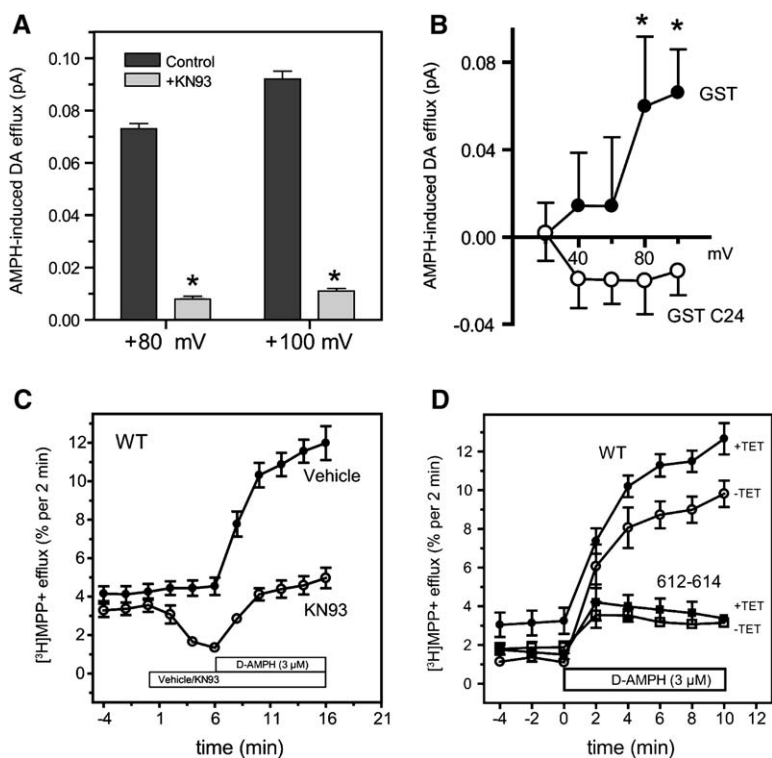 A
AMPH-induced DA efflux (pA)
0.10
0.08
0.06
0.04
0.02
0.00
Control
+KN93
*
*
+80 mV
+100 mV
B
AMPH-induced DA efflux (pA)
0.08
0.04
0.00
-0.04
* *
GST
40
80
mV
GST C24
C
[³H]MPP+ efflux (% per 2 min)
12
10
8
6
4
2
0
WT
Vehicle
KN93
D-AMPH (3 µM)
Vehicle/KN93
-4 1 6 11 16 21
time (min)
D
[³H]MPP+ efflux (% per 2 min)
12
10
8
6
4
2
0
WT
+TET
-TET
612-614
+TET
-TET
D-AMPH (3 µM)
-4 -2 0 2 4 6 8 10 12
time (min)